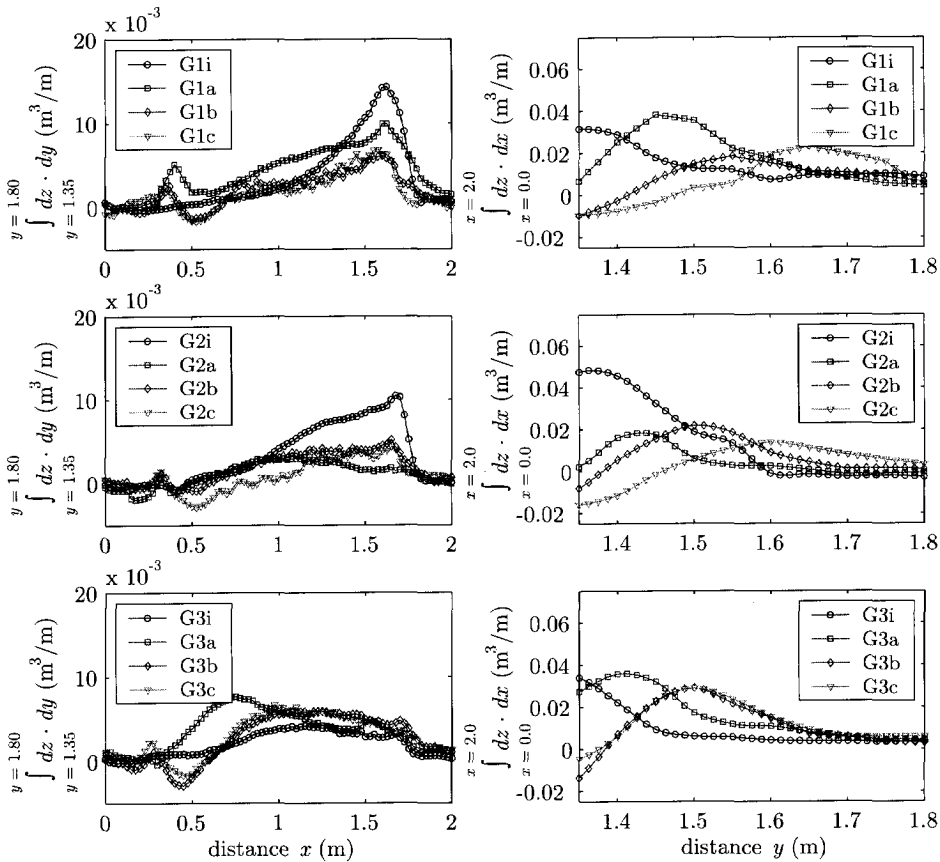 x 10⁻³
20
10
0
y = 1.80
∫ dz · dy (m³/m)
y = 1.35
G1i
G1a
G1b
G1c
0 0.5 1 1.5 2
0.06
0.04
0.02
0
-0.02
x = 2.0
∫ dz · dx (m³/m)
x = 0.0
G1i
G1a
G1b
G1c
1.4 1.5 1.6 1.7 1.8
x 10⁻³
20
10
0
y = 1.80
∫ dz · dy (m³/m)
y = 1.35
G2i
G2a
G2b
G2c
0 0.5 1 1.5 2
0.06
0.04
0.02
0
-0.02
x = 2.0
∫ dz · dx (m³/m)
x = 0.0
G2i
G2a
G2b
G2c
1.4 1.5 1.6 1.7 1.8
x 10⁻³
20
10
0
y = 1.80
∫ dz · dy (m³/m)
y = 1.35
G3i
G3a
G3b
G3c
0 0.5 1 1.5 2
distance x (m)
0.06
0.04
0.02
0
-0.02
x = 2.0
∫ dz · dx (m³/m)
x = 0.0
G3i
G3a
G3b
G3c
1.4 1.5 1.6 1.7 1.8
distance y (m)